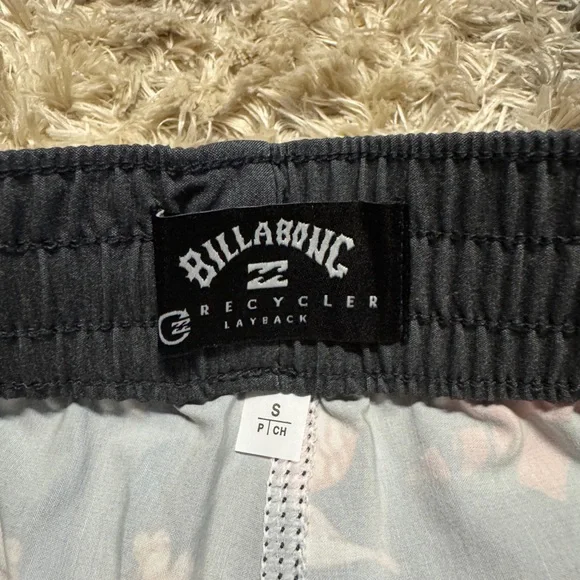 BILLABONG
RECYCLER
LAYBACK
S
P | CH